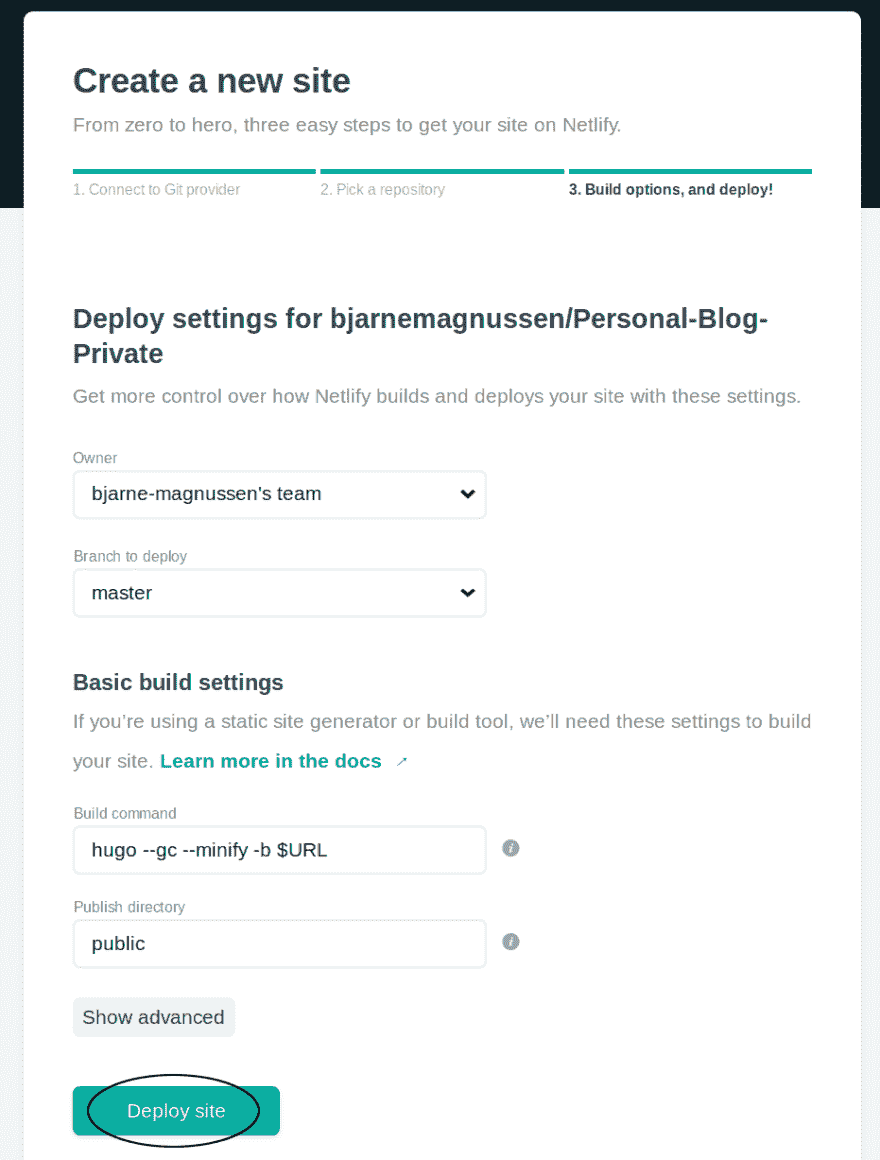 Create a new site
From zero to hero, three easy steps to get your site on Netlify.
1. Connect to Git provider
2. Pick a repository
3. Build options, and deploy!
Deploy settings for bjarnemagnussen/Personal-Blog-
Private
Get more control over how Netlify builds and deploys your site with these settings.
Owner
bjarne-magnussen's team
Branch to deploy
master
Basic build settings
If you’re using a static site generator or build tool, we’ll need these settings to build
your site. Learn more in the docs ↗
Build command
hugo --gc --minify -b $URL
i
Publish directory
public
i
Show advanced
Deploy site